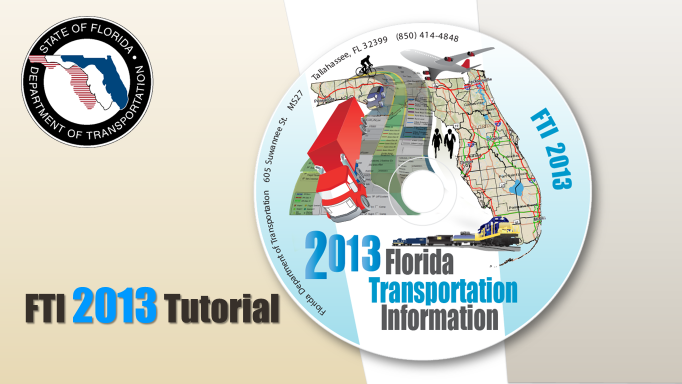 STATE OF FLORIDA
DEPARTMENT OF TRANSPORTATION
Florida Department of Transportation 605 Suwannee St. MS27 Tallahassee, FL 32399 (850) 414-4848
FTI 2013
2013 Florida
Transportation
Information
FTI 2013 Tutorial